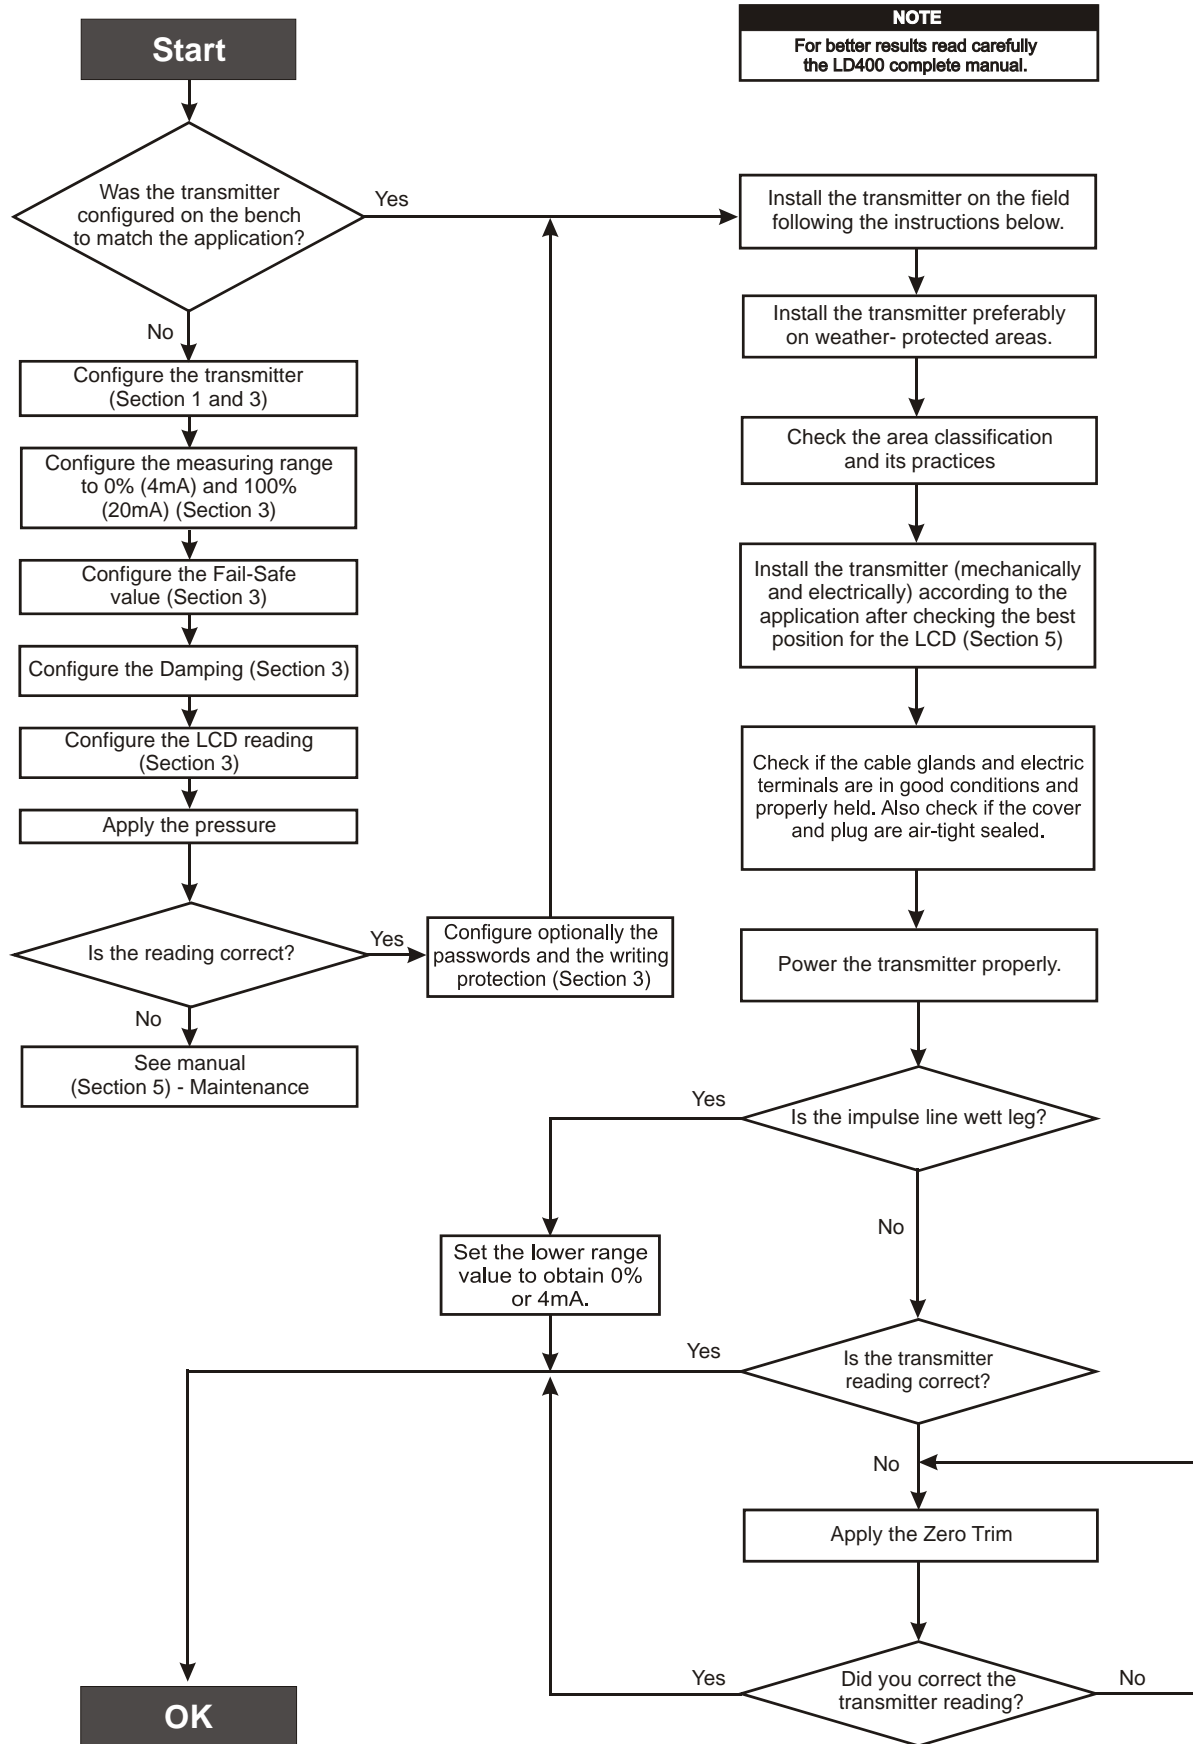 Start
NOTE
For better results read carefully
the LD400 complete manual.
Was the transmitter
configured on the bench
to match the application?
Yes
No
Configure the transmitter
(Section 1 and 3)
Configure the measuring range
to 0% (4mA) and 100%
(20mA) (Section 3)
Configure the Fail-Safe
value (Section 3)
Configure the Damping (Section 3)
Configure the LCD reading
(Section 3)
Apply the pressure
Is the reading correct?
Yes
Configure optionally the
passwords and the writing
protection (Section 3)
No
See manual
(Section 5) - Maintenance
Install the transmitter on the field
following the instructions below.
Install the transmitter preferably
on weather- protected areas.
Check the area classification
and its practices
Install the transmitter (mechanically
and electrically) according to the
application after checking the best
position for the LCD (Section 5)
Check if the cable glands and electric
terminals are in good conditions and
properly held. Also check if the cover
and plug are air-tight sealed.
Power the transmitter properly.
Is the impulse line wett leg?
Yes
No
Set the lower range
value to obtain 0%
or 4mA.
Is the transmitter
reading correct?
Yes
No
Apply the Zero Trim
Did you correct the
transmitter reading?
Yes
No
OK